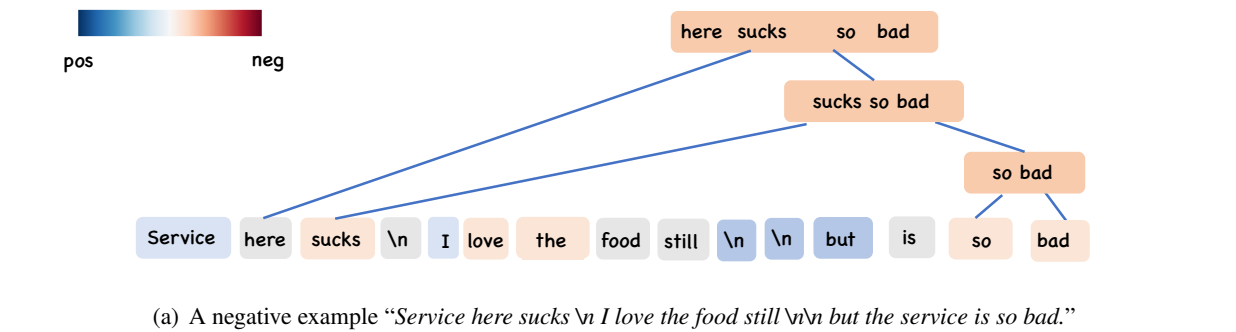 here sucks so bad
pos neg
sucks so bad
so bad
Service here sucks \n I love the food still \n \n but is so bad
(a) A negative example “Service here sucks \n I love the food still \n\n but the service is so bad.”